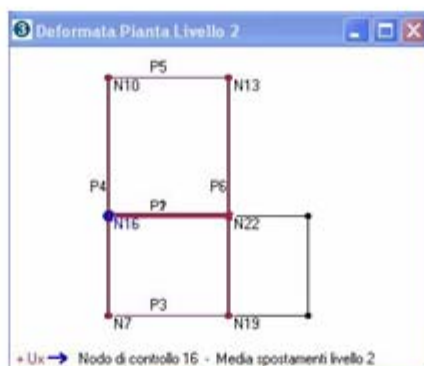 Deformata Pianta Livello 2
P5
N10 N13
P4 P6
N16 N22
P3
N7 N19
+ Ux Nodo di controllo 16 - Media spostamenti livello 2